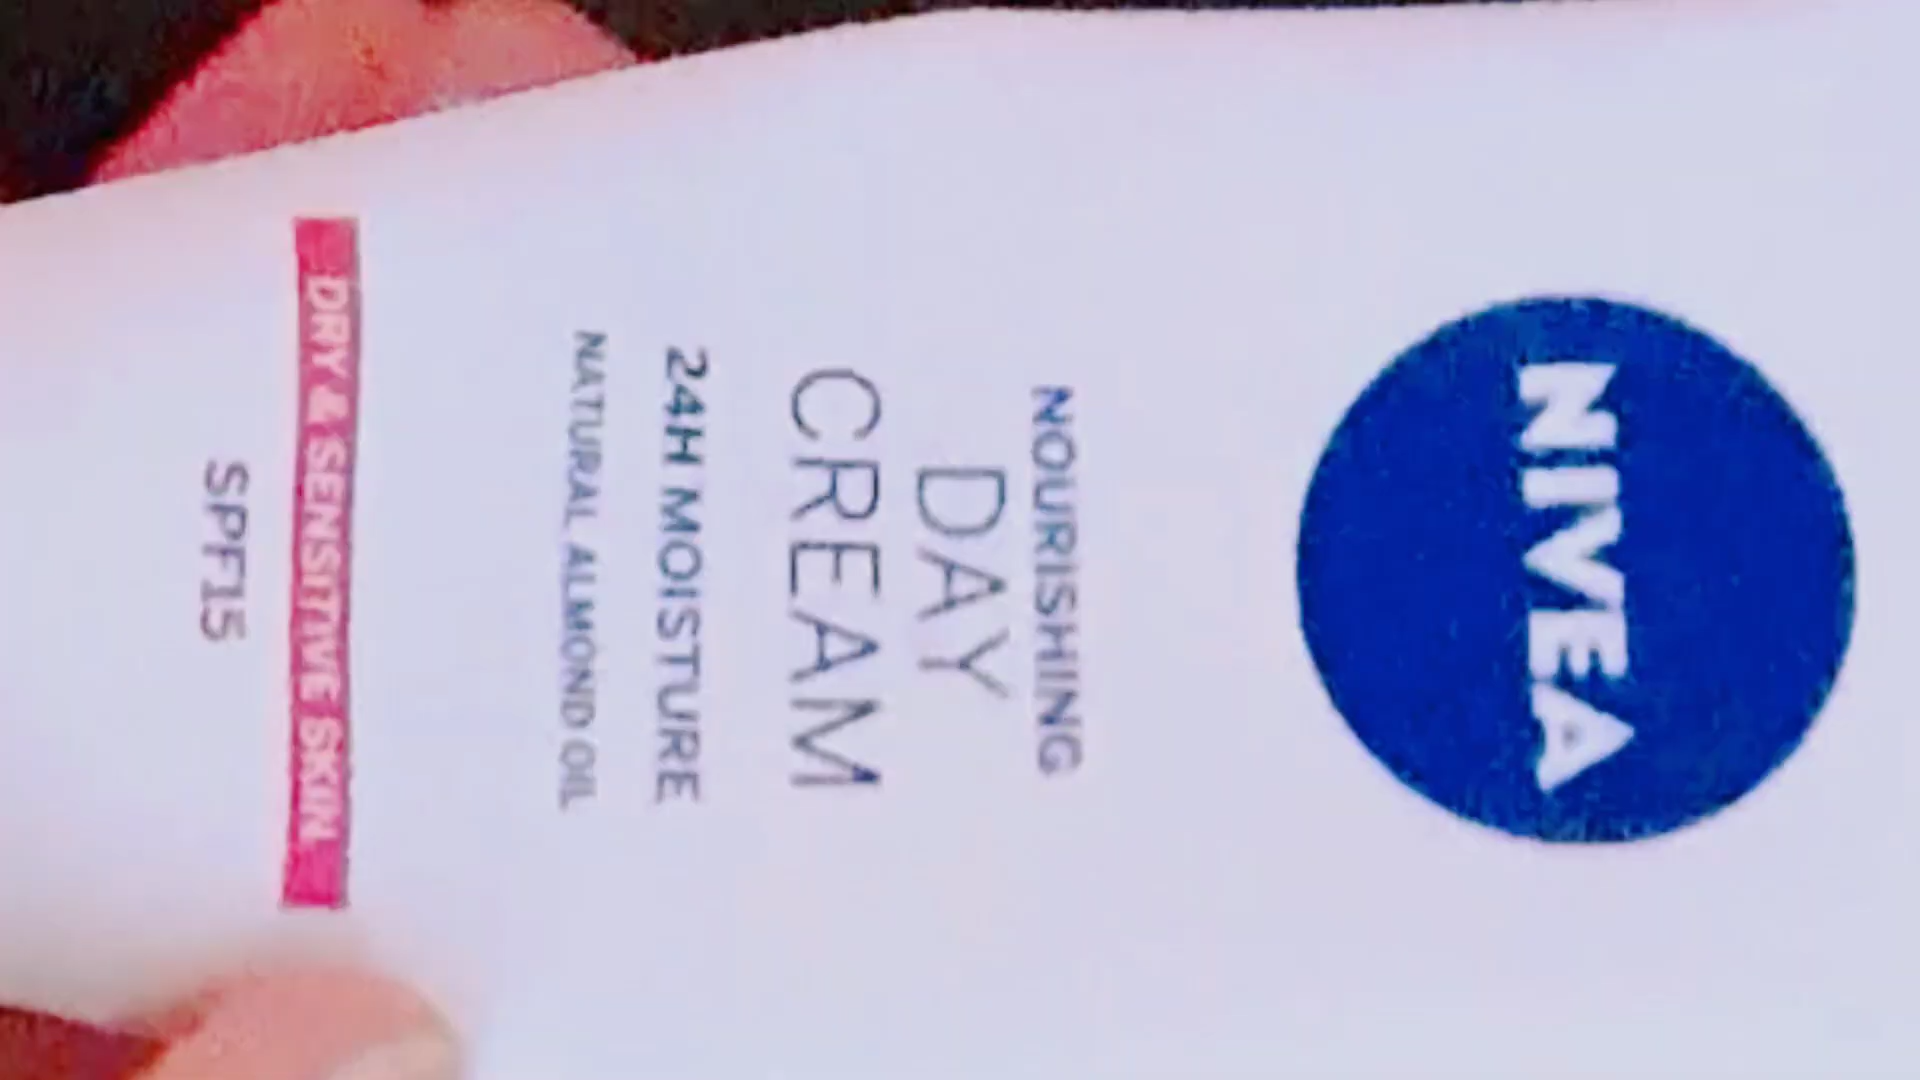 NIVEA
NOURISHING
DAY
CREAM
24H MOISTURE
NATURAL ALMOND OIL
DRY & SENSITIVE SKIN
SPF15